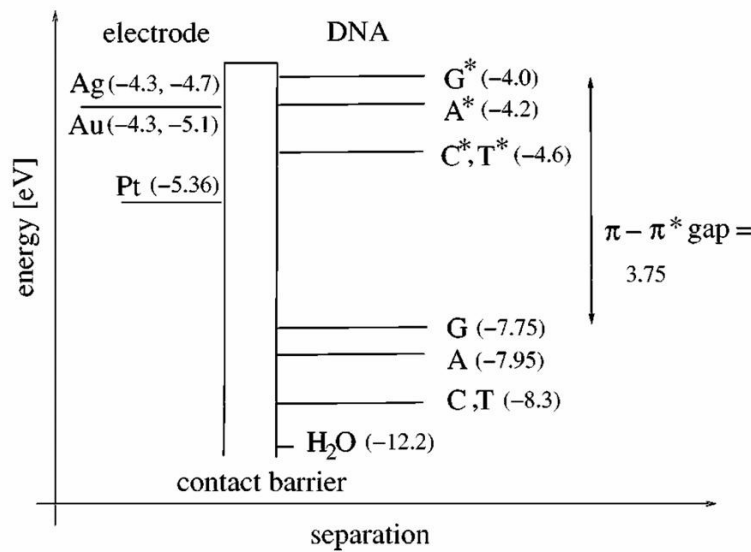 electrode
DNA
Ag (−4.3, −4.7)
Au (−4.3, −5.1)
Pt (−5.36)
G* (−4.0)
A* (−4.2)
C*,T* (−4.6)
π − π* gap =
3.75
G (−7.75)
A (−7.95)
C ,T (−8.3)
H₂O (−12.2)
contact barrier
energy [eV]
separation